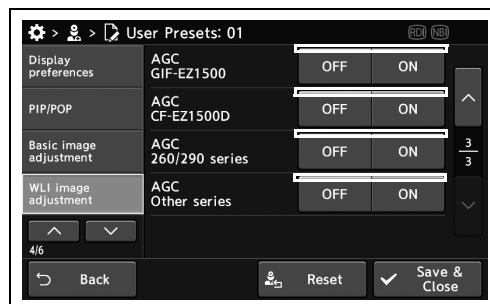 > > User Presets: 01 RDI NBI
Display
preferences
AGC
GIF-EZ1500
OFF ON
PIP/POP
AGC
CF-EZ1500D
OFF ON
Basic image
adjustment
AGC
260/290 series
OFF ON
3
3
WLI image
adjustment
AGC
Other series
OFF ON
4/6
Back
Reset
Save &
Close